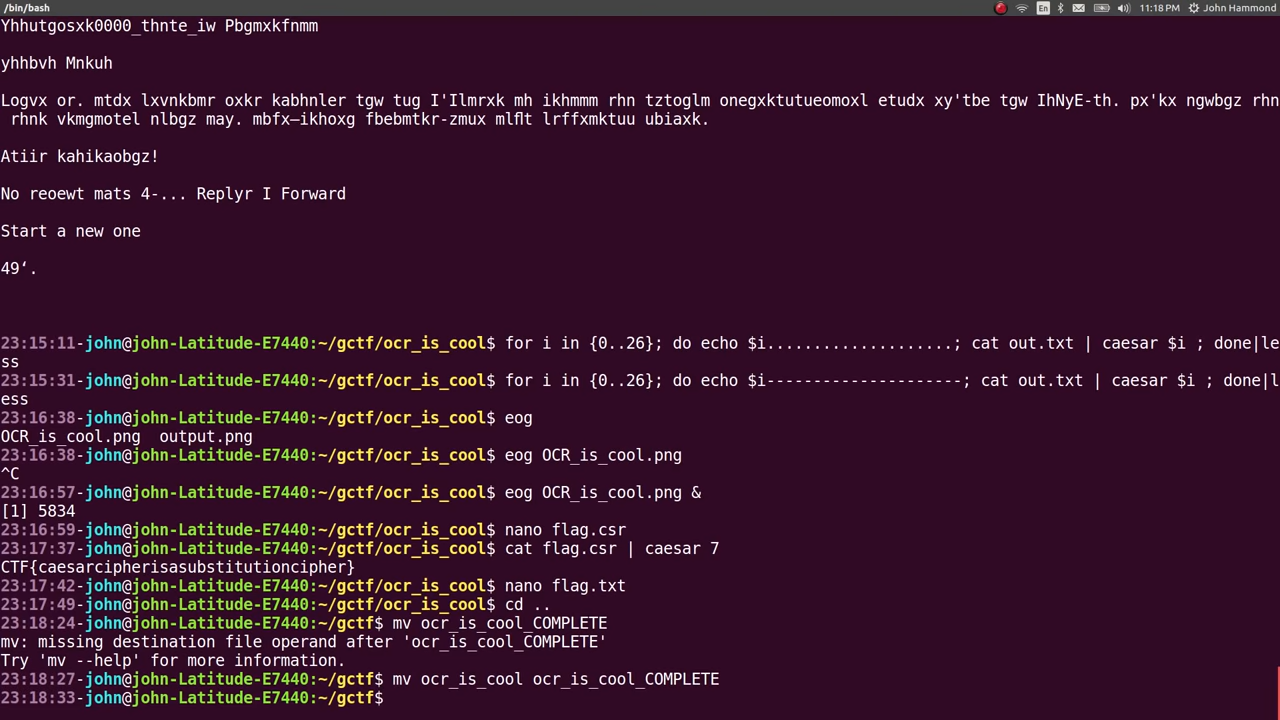 /bin/bash
En 11:18 PM John Hammond
Yhhutgosxk0000_thnte_iw Pbgmxkfnmm
yhhbvh Mnkuh
Logvx or. mtdx lxvnkbmr oxkr kabhnler tgw tug I'Ilmrxk mh ikhmmm rhn tztoglm onegxktutueomoxl etudx xy'tbe tgw IhNyE-th. px'kx ngwbgz rhn
rhnk vkmgmotel nlbgz may. mbfx—ikhoxg fbebmtkr-zmux mlflt lrffxmktuu ubiaxk.
Atiir kahikaobgz!
No reoewt mats 4-... Replyr I Forward
Start a new one
49‘.
23:15:11-john@john-Latitude-E7440:~/gctf/ocr_is_cool$ for i in {0..26}; do echo $i....................; cat out.txt | caesar $i ; done|le
ss
23:15:31-john@john-Latitude-E7440:~/gctf/ocr_is_cool$ for i in {0..26}; do echo $i---------------------; cat out.txt | caesar $i ; done|l
ess
23:16:38-john@john-Latitude-E7440:~/gctf/ocr_is_cool$ eog
OCR_is_cool.png  output.png
23:16:38-john@john-Latitude-E7440:~/gctf/ocr_is_cool$ eog OCR_is_cool.png
^C
23:16:57-john@john-Latitude-E7440:~/gctf/ocr_is_cool$ eog OCR_is_cool.png &
[1] 5834
23:16:59-john@john-Latitude-E7440:~/gctf/ocr_is_cool$ nano flag.csr
23:17:37-john@john-Latitude-E7440:~/gctf/ocr_is_cool$ cat flag.csr | caesar 7
CTF{caesarcipherisasubstitutioncipher}
23:17:42-john@john-Latitude-E7440:~/gctf/ocr_is_cool$ nano flag.txt
23:17:49-john@john-Latitude-E7440:~/gctf/ocr_is_cool$ cd ..
23:18:24-john@john-Latitude-E7440:~/gctf$ mv ocr_is_cool_COMPLETE
mv: missing destination file operand after 'ocr_is_cool_COMPLETE'
Try 'mv --help' for more information.
23:18:27-john@john-Latitude-E7440:~/gctf$ mv ocr_is_cool ocr_is_cool_COMPLETE
23:18:33-john@john-Latitude-E7440:~/gctf$